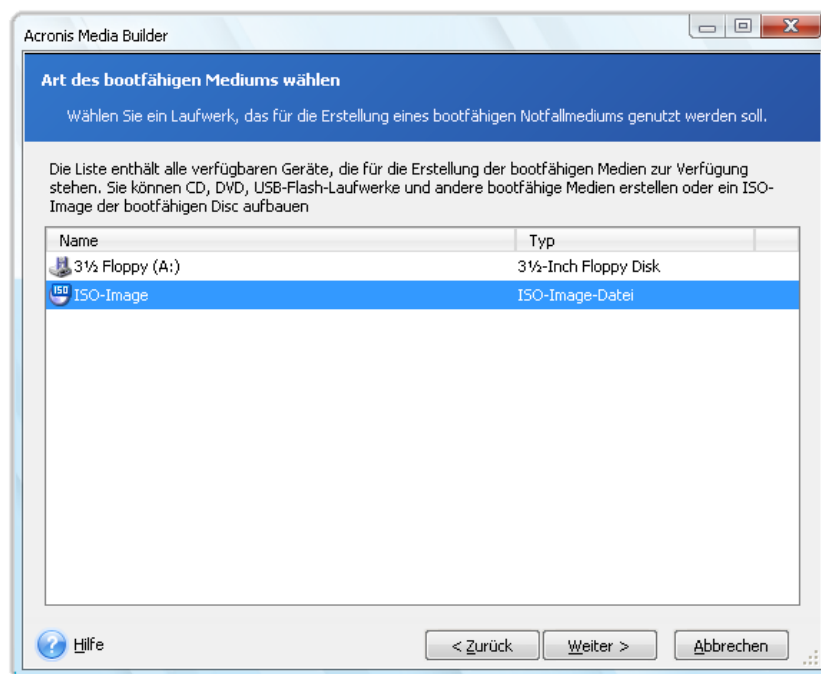 Acronis Media Builder
Art des bootfähigen Mediums wählen
Wählen Sie ein Laufwerk, das für die Erstellung eines bootfähigen Notfallmediums genutzt werden soll.
Die Liste enthält alle verfügbaren Geräte, die für die Erstellung der bootfähigen Medien zur Verfügung
stehen. Sie können CD, DVD, USB-Flash-Laufwerke und andere bootfähige Medien erstellen oder ein ISO-
Image der bootfähigen Disc aufbauen
Name Typ
3½ Floppy (A:) 3½-Inch Floppy Disk
ISO ISO-Image ISO-Image-Datei
? Hilfe < Zurück Weiter > Abbrechen